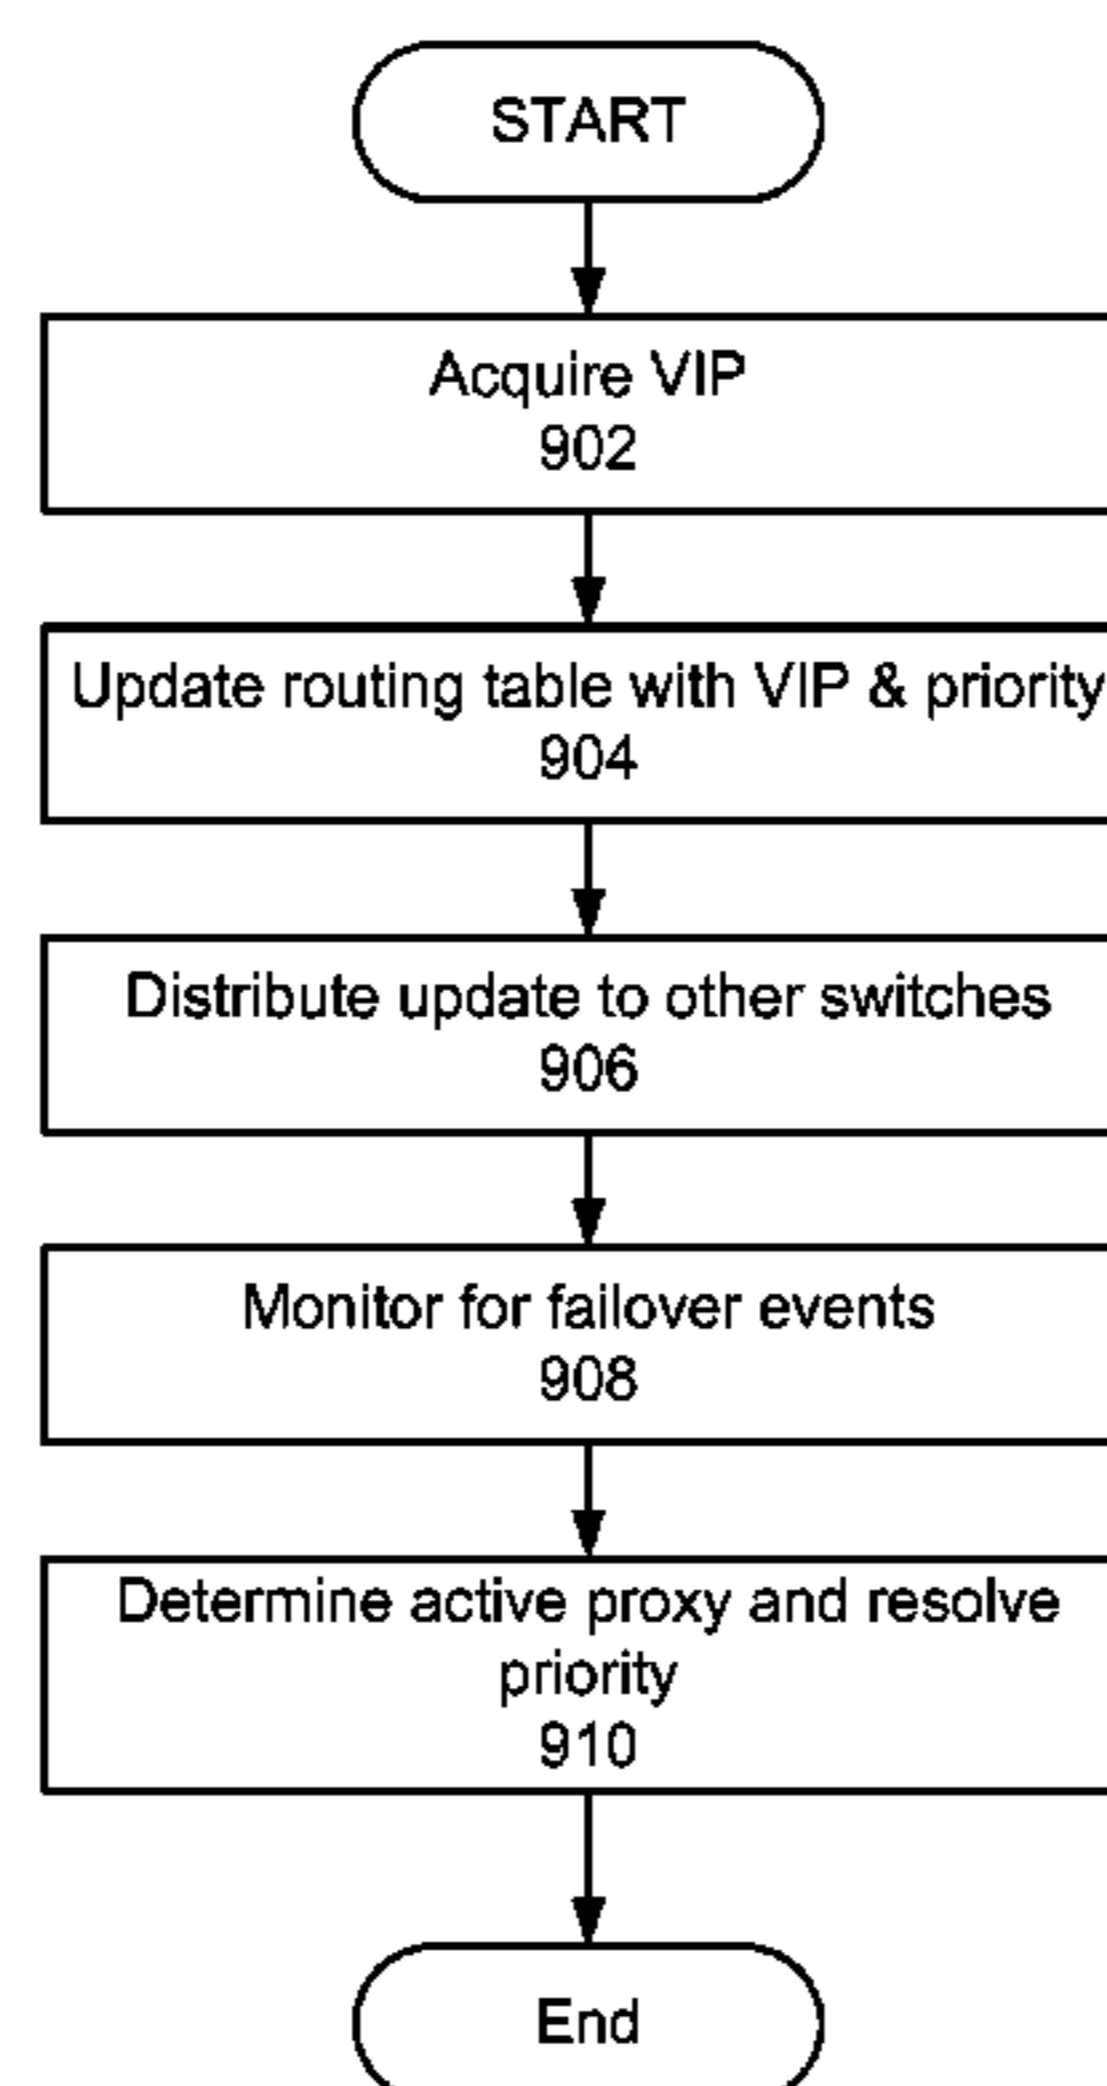 START
Acquire VIP
902
Update routing table with VIP & priority
904
Distribute update to other switches
906
Monitor for failover events
908
Determine active proxy and resolve
priority
910
End